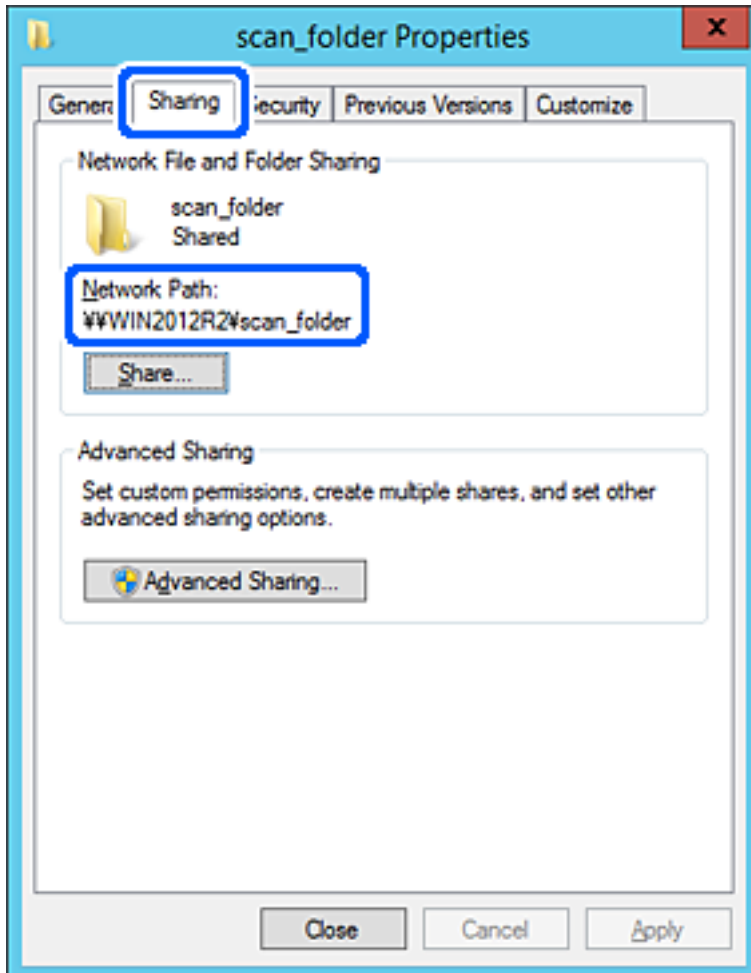 scan_folder Properties
x
Genera Sharing ecurity Previous Versions Customize
Network File and Folder Sharing
scan_folder
Shared
Network Path:
¥¥WIN2012R2¥scan_folder
Share...
Advanced Sharing
Set custom permissions, create multiple shares, and set other
advanced sharing options.
Advanced Sharing...
Close Cancel Apply